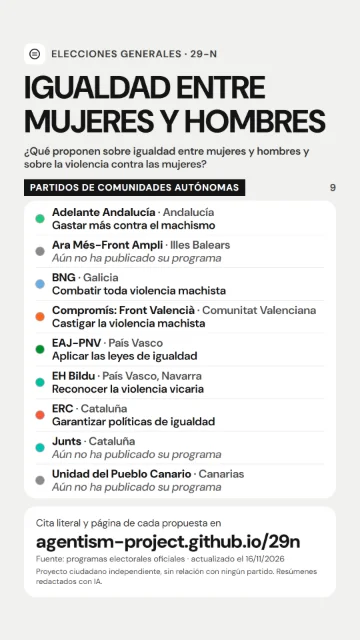 ELECCIONES GENERALES · 29-N
IGUALDAD ENTRE
MUJERES Y HOMBRES
¿Qué proponen sobre igualdad entre mujeres y hombres y
sobre la violencia contra las mujeres?
PARTIDOS DE COMUNIDADES AUTÓNOMAS 9
Adelante Andalucía · Andalucía
Gastar más contra el machismo
Ara Més-Front Ampli · Illes Balears
Aún no ha publicado su programa
BNG · Galicia
Combatir toda violencia machista
Compromís: Front Valencià · Comunitat Valenciana
Castigar la violencia machista
EAJ-PNV · País Vasco
Aplicar las leyes de igualdad
EH Bildu · País Vasco, Navarra
Reconocer la violencia vicaria
ERC · Cataluña
Garantizar políticas de igualdad
Junts · Cataluña
Aún no ha publicado su programa
Unidad del Pueblo Canario · Canarias
Aún no ha publicado su programa
Cita literal y página de cada propuesta en
agentism-project.github.io/29n
Fuente: programas electorales oficiales · actualizado el 16/11/2026
Proyecto ciudadano independiente, sin relación con ningún partido. Resúmenes
redactados con IA.